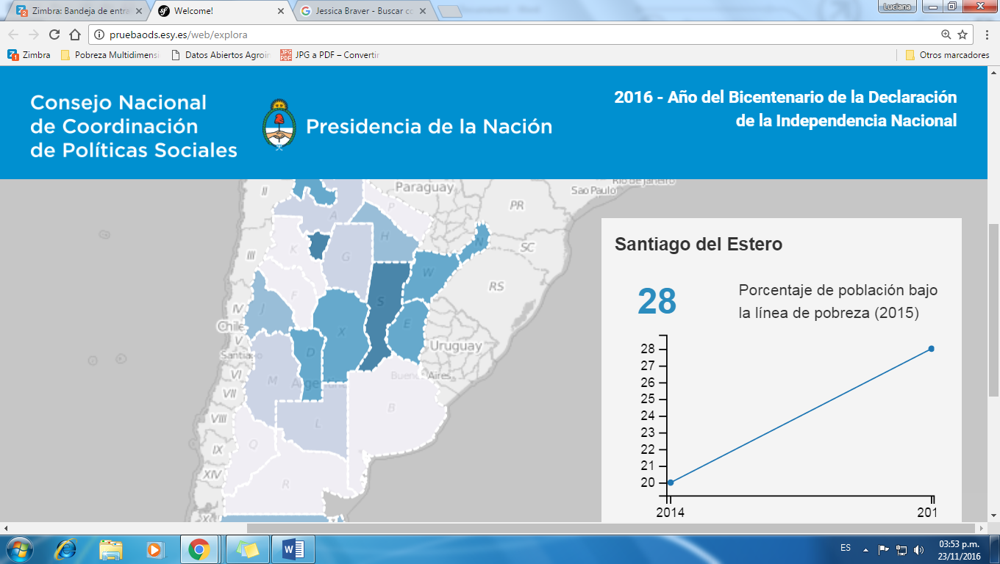 Zimbra: Bandeja de entra
Welcome!
Jessica Braver - Buscar co
Luciana
pruebaods.esy.es/web/explora
Zimbra
Pobreza Multidimensi
Datos Abiertos Agroin
JPG a PDF – Convertir
Otros marcadores
Consejo Nacional
de Coordinación
de Políticas Sociales
Presidencia de la Nación
2016 - Año del Bicentenario de la Declaración
de la Independencia Nacional
Rio de Janeiro
Paraguay
Sao Paulo
II
PR
P
A
H
N
SC
K
G
III
W
RS
F
IV
J
S
E
Chile
V
X
Uruguay
Santiago
D
VI
M
Argentina
Buenos Aires
VII
B
VIII
L
IX
Q
XIV
R
Santiago del Estero
28
Porcentaje de población bajo
la línea de pobreza (2015)
28
27
26
25
24
23
22
21
20
2014
201
ES
03:53 p.m.
23/11/2016